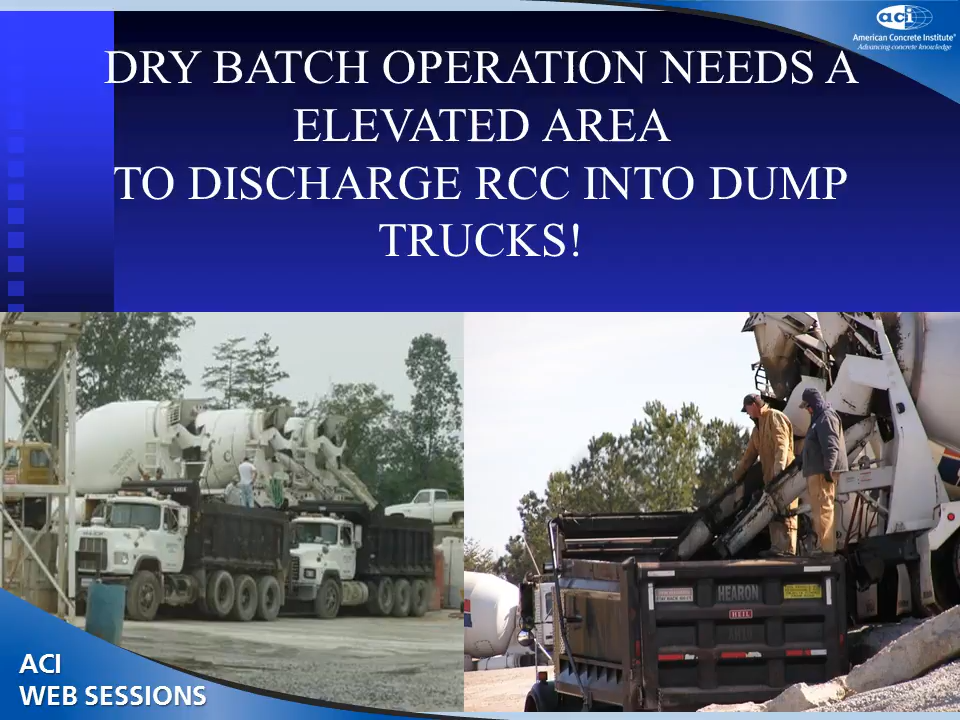 aci
American Concrete Institute®
Advancing concrete knowledge
DRY BATCH OPERATION NEEDS A
ELEVATED AREA
TO DISCHARGE RCC INTO DUMP
TRUCKS!
HEARON
HEIL
ACI
WEB SESSIONS